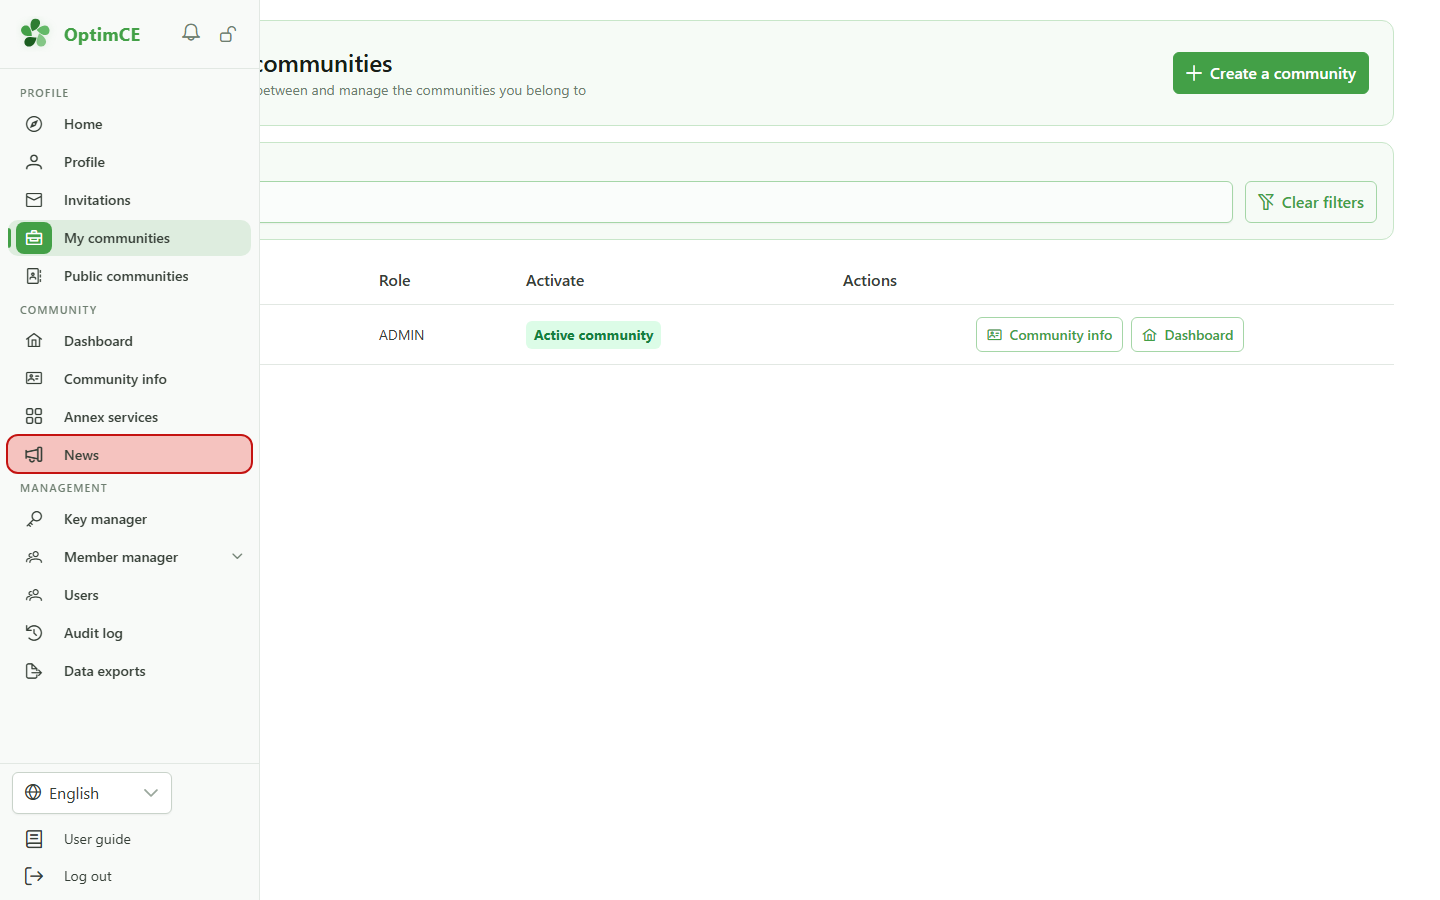 OptimCE
PROFILE
Home
Profile
Invitations
My communities
Public communities
COMMUNITY
Dashboard
Community info
Annex services
News
MANAGEMENT
Key manager
Member manager
Users
Audit log
Data exports
English
User guide
Log out
communities
between and manage the communities you belong to
Create a community
Clear filters
Role
Activate
Actions
ADMIN
Active community
Community info
Dashboard